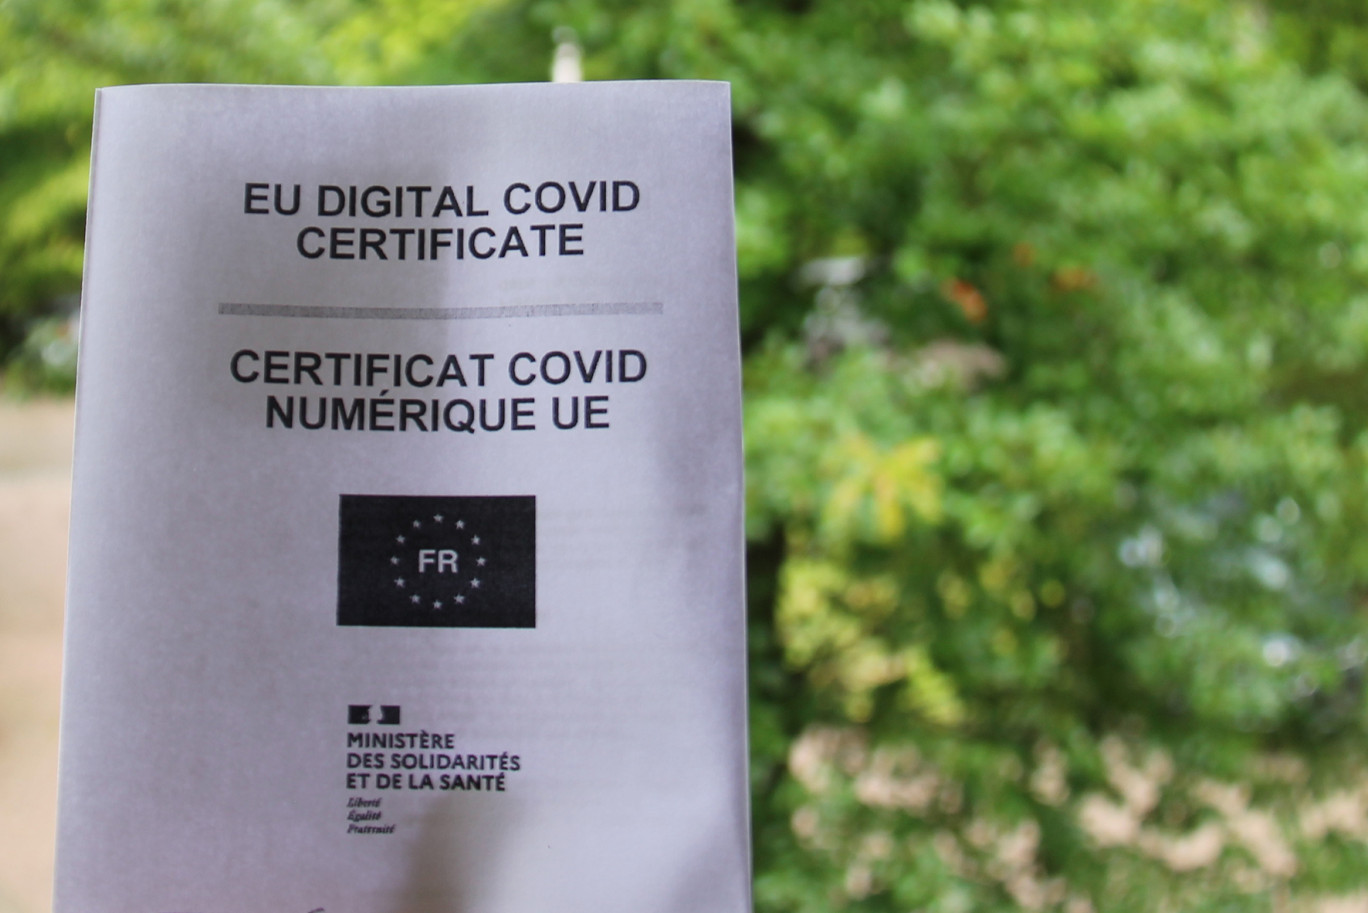 EU DIGITAL COVID
CERTIFICATE
CERTIFICAT COVID
NUMÉRIQUE UE
FR
MINISTÈRE
DES SOLIDARITÉS
ET DE LA SANTÉ
Liberté
Égalité
Fraternité